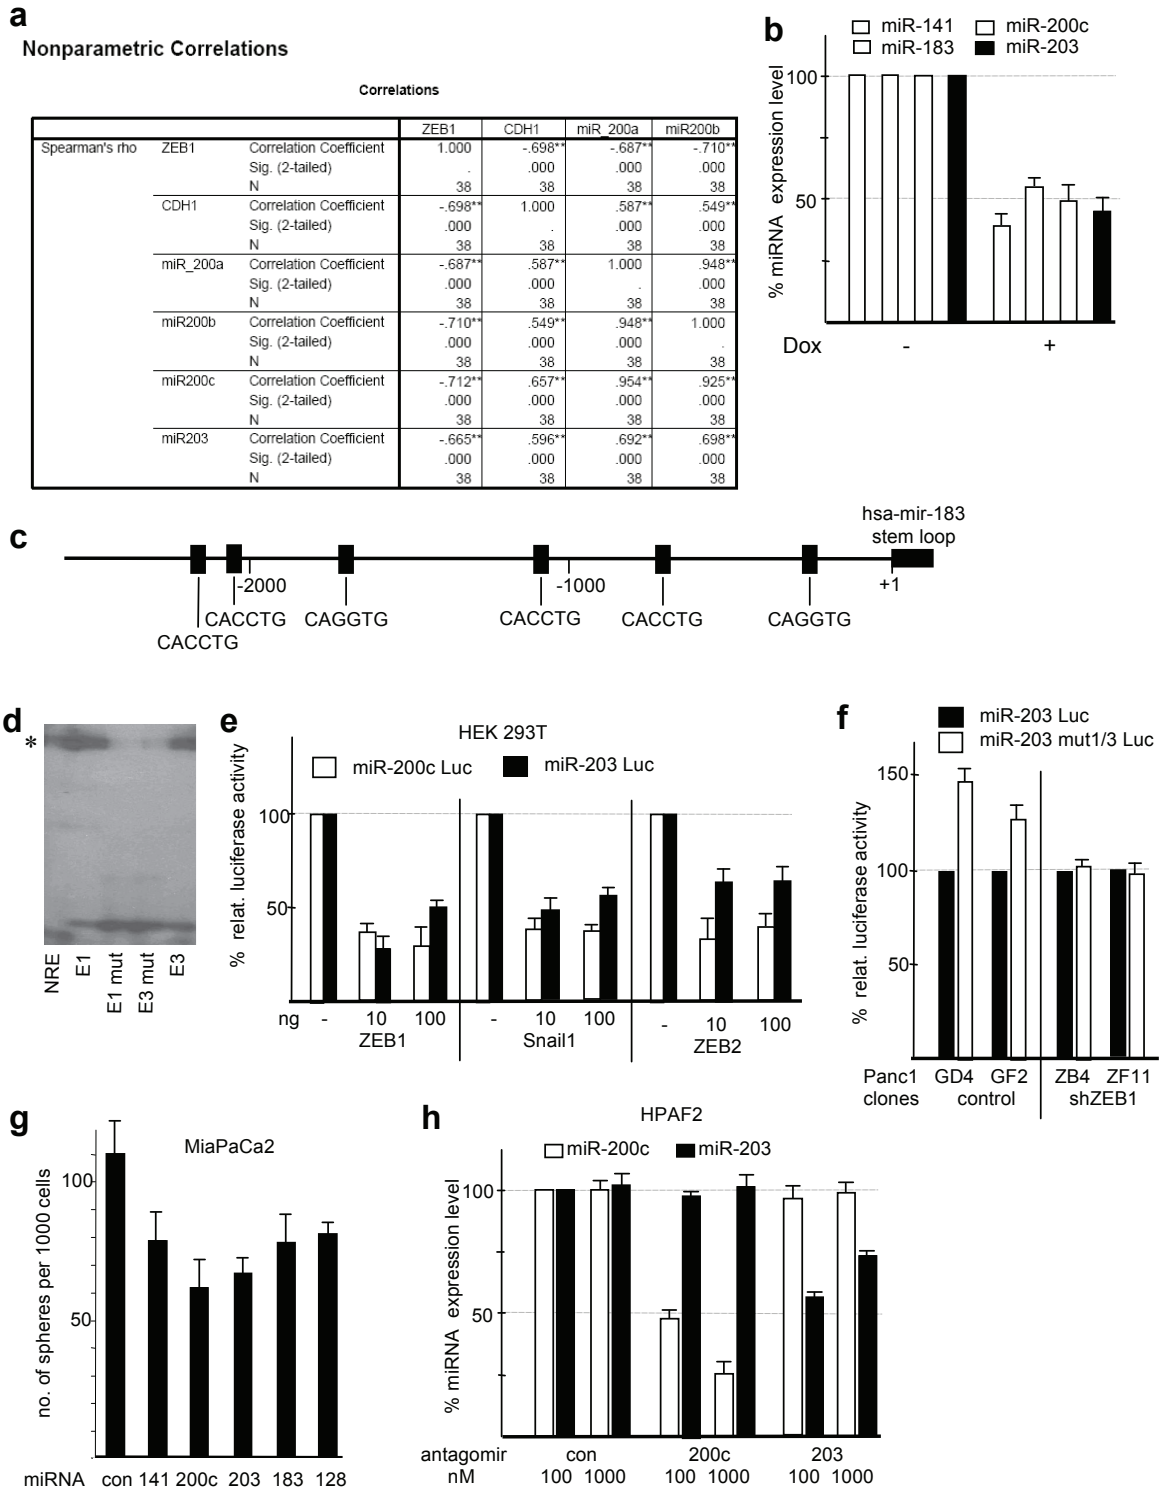 a
Nonparametric Correlations
Correlations
ZEB1 CDH1 miR_200a miR200b
Spearman's rho ZEB1 Correlation Coefficient 1.000 -.698** -.687** -.710**
Sig. (2-tailed) . .000 .000 .000
N 38 38 38 38
CDH1 Correlation Coefficient -.698** 1.000 .587** .549**
Sig. (2-tailed) .000 . .000 .000
N 38 38 38 38
miR_200a Correlation Coefficient -.687** .587** 1.000 .948**
Sig. (2-tailed) .000 .000 . .000
N 38 38 38 38
miR200b Correlation Coefficient -.710** .549** .948** 1.000
Sig. (2-tailed) .000 .000 .000 .
N 38 38 38 38
miR200c Correlation Coefficient -.712** .657** .954** .925**
Sig. (2-tailed) .000 .000 .000 .000
N 38 38 38 38
miR203 Correlation Coefficient -.665** .596** .692** .698**
Sig. (2-tailed) .000 .000 .000 .000
N 38 38 38 38
b
miR-141 miR-200c
miR-183 miR-203
% miRNA expression level
100
50
Dox - +
c
hsa-mir-183
stem loop
-2000 -1000 +1
CACCTG CAGGTG CACCTG CACCTG CAGGTG
CACCTG
d
*
NRE
E1
E1 mut
E3 mut
E3
e
HEK 293T
miR-200c Luc miR-203 Luc
% relat. luciferase activity
100
50
ng - 10 100 - 10 100 - 10 100
ZEB1 Snail1 ZEB2
f
miR-203 Luc
miR-203 mut1/3 Luc
% relat. luciferase activity
150
100
50
Panc1 GD4 GF2 ZB4 ZF11
clones control shZEB1
g
MiaPaCa2
no. of spheres per 1000 cells
100
50
miRNA con 141 200c 203 183 128
h
HPAF2
miR-200c miR-203
% miRNA expression level
100
50
antagomir con 200c 203
nM 100 1000 100 1000 100 1000